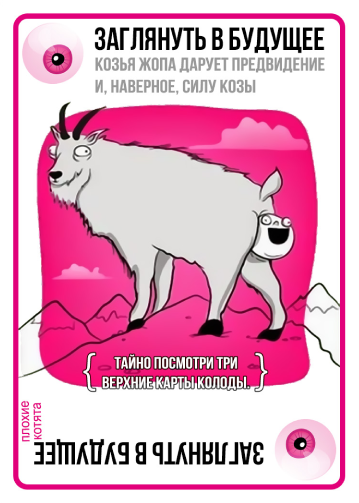 ЗАГЛЯНУТЬ В БУДУЩЕЕ
КОЗЬЯ ЖОПА ДАРУЕТ ПРЕДВИДЕНИЕ
И, НАВЕРНОЕ, СИЛУ КОЗЫ
ТАЙНО ПОСМОТРИ ТРИ
ВЕРХНИЕ КАРТЫ КОЛОДЫ.
плохие
котята
ЗАГЛЯНУТЬ В БУДУЩЕЕ